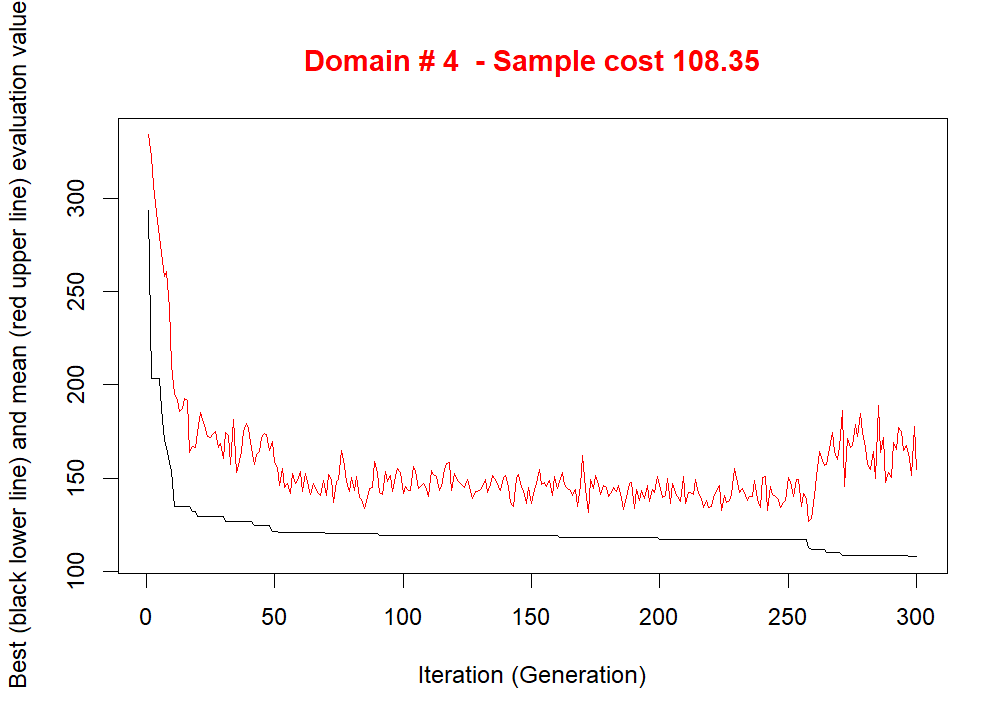 Domain # 4  - Sample cost 108.35
Best (black lower line) and mean (red upper line) evaluation value
300
250
200
150
100
0 50 100 150 200 250 300
Iteration (Generation)